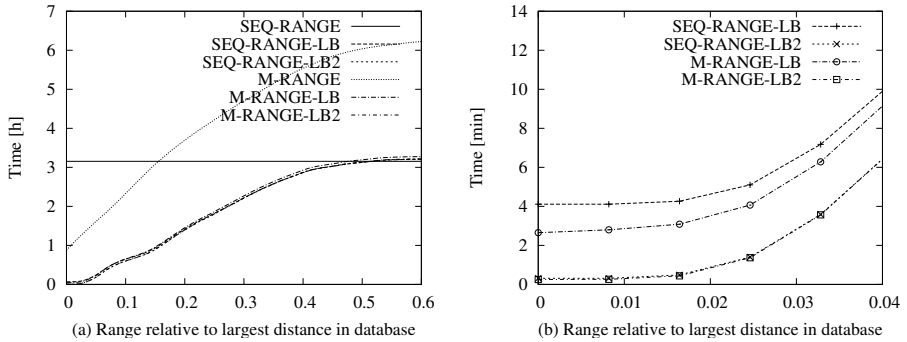 7
6
5
4
3
2
1
0
Time [h]
SEQ-RANGE
SEQ-RANGE-LB
SEQ-RANGE-LB2
M-RANGE
M-RANGE-LB
M-RANGE-LB2
0 0.1 0.2 0.3 0.4 0.5 0.6
(a) Range relative to largest distance in database
14
12
10
8
6
4
2
0
Time [min]
SEQ-RANGE-LB
SEQ-RANGE-LB2
M-RANGE-LB
M-RANGE-LB2
0 0.01 0.02 0.03 0.04
(b) Range relative to largest distance in database